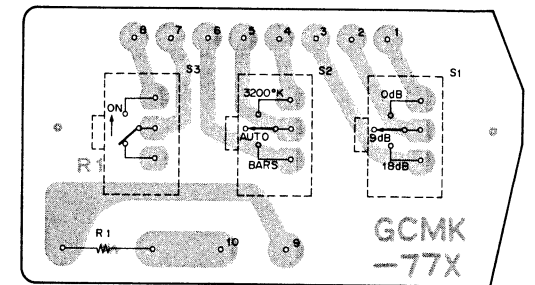 8 7 6 5 4 3 2 1
S3 S2 S1
ON
3200°K
AUTO
BARS
0dB
9dB
18dB
R1
R1
10
9
GCMK
-77X